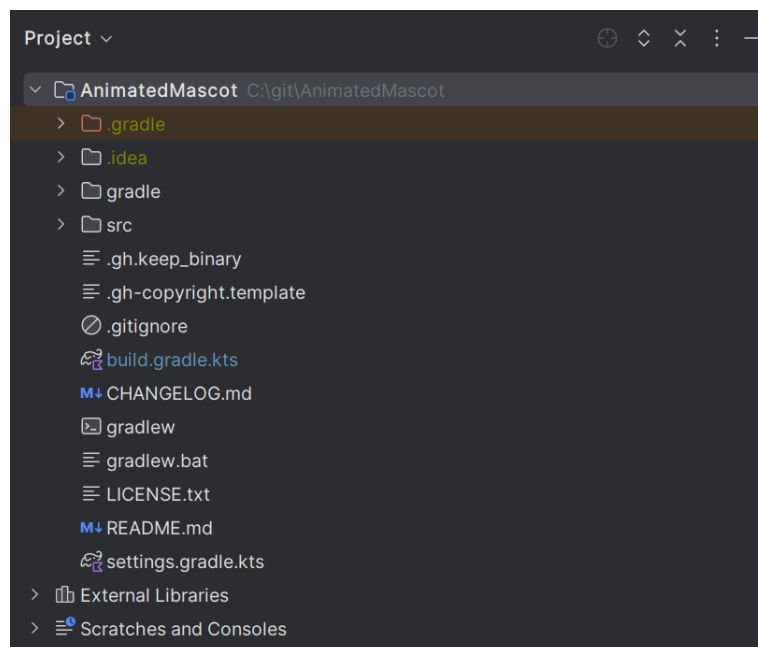 Project
AnimatedMascot C:\git\AnimatedMascot
.gradle
.idea
gradle
src
.gh.keep_binary
.gh-copyright.template
.gitignore
build.gradle.kts
M↓ CHANGELOG.md
gradlew
gradlew.bat
LICENSE.txt
M↓ README.md
settings.gradle.kts
External Libraries
Scratches and Consoles